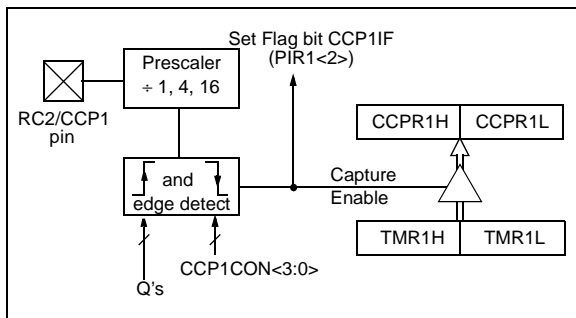 Set Flag bit CCP1IF
(PIR1<2>)
Prescaler
÷ 1, 4, 16
RC2/CCP1
pin
CCPR1H
CCPR1L
and
edge detect
Capture
Enable
TMR1H
TMR1L
CCP1CON<3:0>
Q's